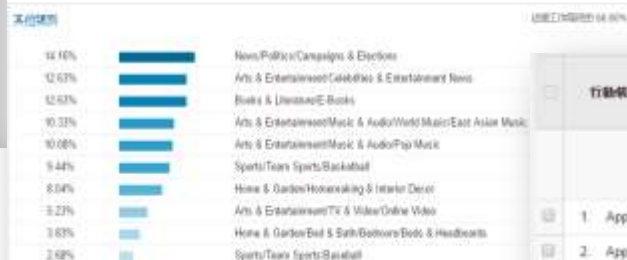 其他類別
14.16% News/Politics/Campaigns & Elections
12.63% Arts & Entertainment/Celebrities & Entertainment News
12.63% Books & Literature/E-Books
10.33% Arts & Entertainment/Music & Audio/World Music/East Asian Music
10.08% Arts & Entertainment/Music & Audio/Pop Music
9.44% Sports/Team Sports/Basketball
8.04% Home & Garden/Homemaking & Interior Decor
5.23% Arts & Entertainment/TV & Video/Online Video
3.83% Home & Garden/Bed & Bath/Bedroom/Beds & Headboards
2.68% Sports/Team Sports/Baseball
1. App
2. App